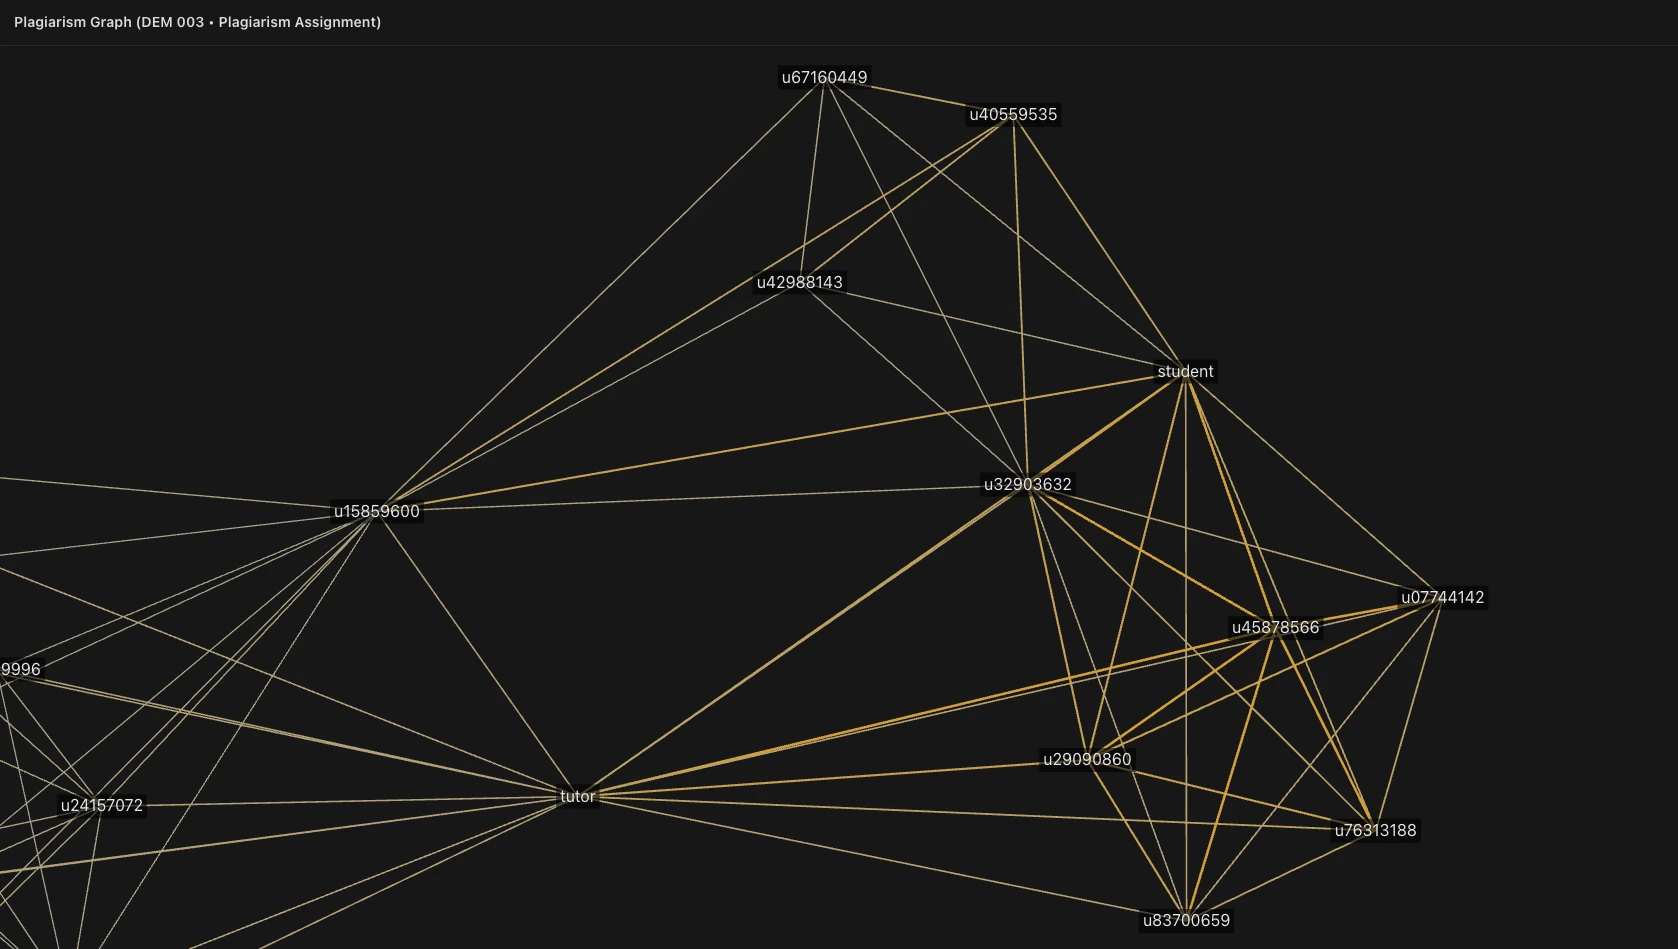 Plagiarism Graph (DEM 003 • Plagiarism Assignment)
u67160449
u40559535
u42988143
student
u32903632
u15859600
u07744142
u45878566
9996
u29090860
tutor
u24157072
u76313188
u83700659